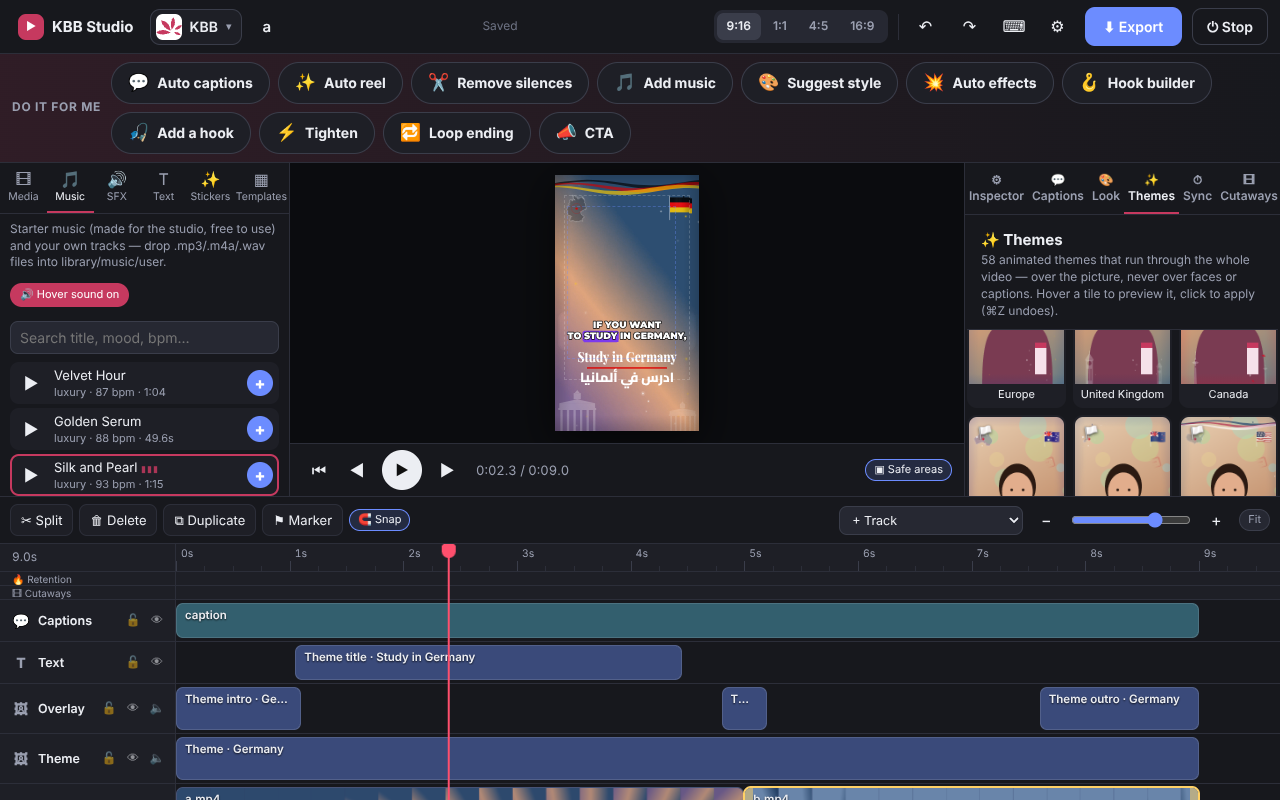 KBB Studio
KBB
a
Saved
9:16 1:1 4:5 16:9
Export
Stop
DO IT FOR ME
Auto captions
Auto reel
Remove silences
Add music
Suggest style
Auto effects
Hook builder
Add a hook
Tighten
Loop ending
CTA
Media Music SFX Text Stickers Templates
Starter music (made for the studio, free to use)
and your own tracks — drop .mp3/.m4a/.wav
files into library/music/user.
Hover sound on
Search title, mood, bpm...
Velvet Hour
luxury · 87 bpm · 1:04
Golden Serum
luxury · 88 bpm · 49.6s
Silk and Pearl
luxury · 93 bpm · 1:15
IF YOU WANT
TO STUDY IN GERMANY,
Study in Germany
ادرس في ألمانيا
0:02.3 / 0:09.0
Safe areas
Inspector Captions Look Themes Sync Cutaways
Themes
58 animated themes that run through the whole
video — over the picture, never over faces or
captions. Hover a tile to preview it, click to apply
(⌘Z undoes).
Europe
United Kingdom
Canada
Split
Delete
Duplicate
Marker
Snap
+ Track
Fit
9.0s
0s 1s 2s 3s 4s 5s 6s 7s 8s 9s
Retention
Cutaways
Captions
caption
T Text
Theme title · Study in Germany
Overlay
Theme intro · Ge...
T...
Theme outro · Germany
Theme
Theme · Germany
a.mp4
b.mp4